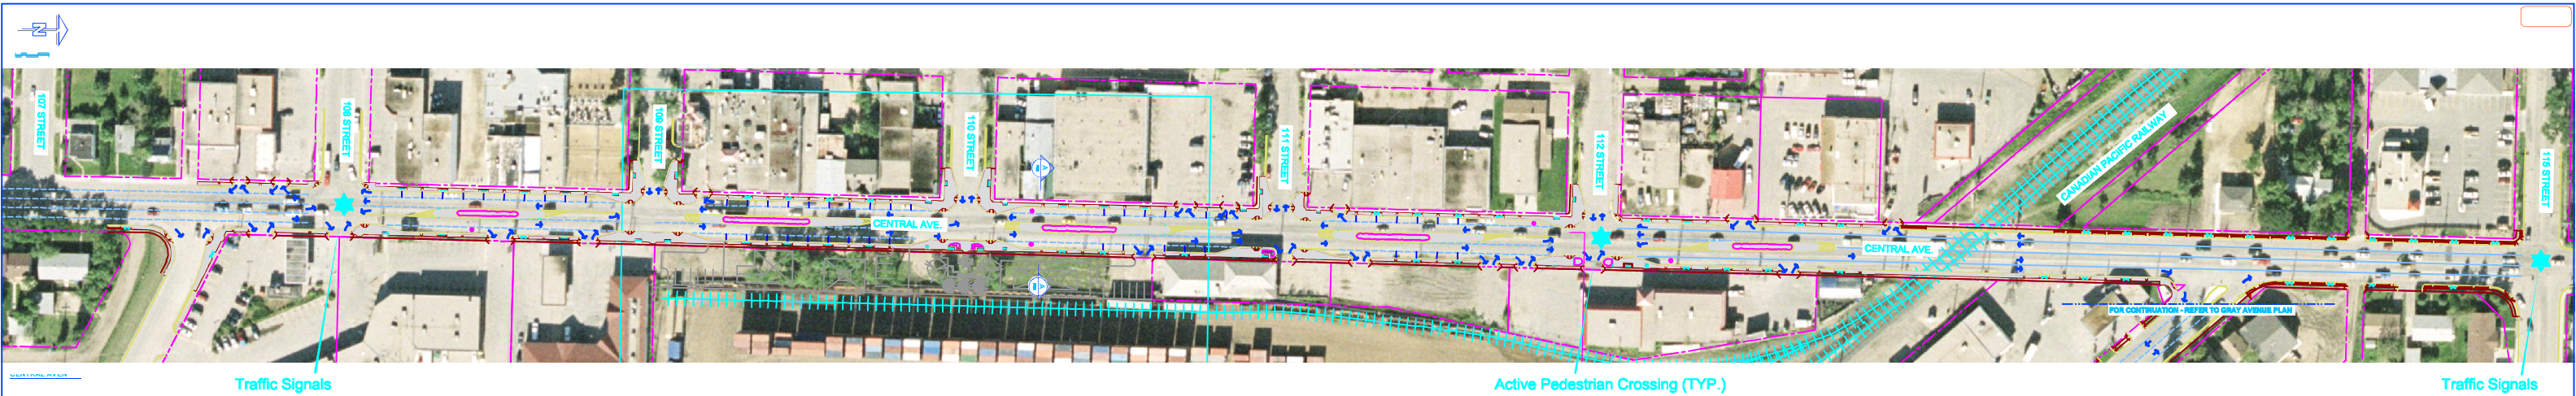 N
107 STREET
108 STREET
109 STREET
110 STREET
111 STREET
112 STREET
CANADIAN PACIFIC RAILWAY
115 STREET
A
CENTRAL AVE.
CENTRAL AVE.
A
FOR CONTINUATION - REFER TO GRAY AVENUE PLAN
Traffic Signals
Active Pedestrian Crossing (TYP.)
Traffic Signals